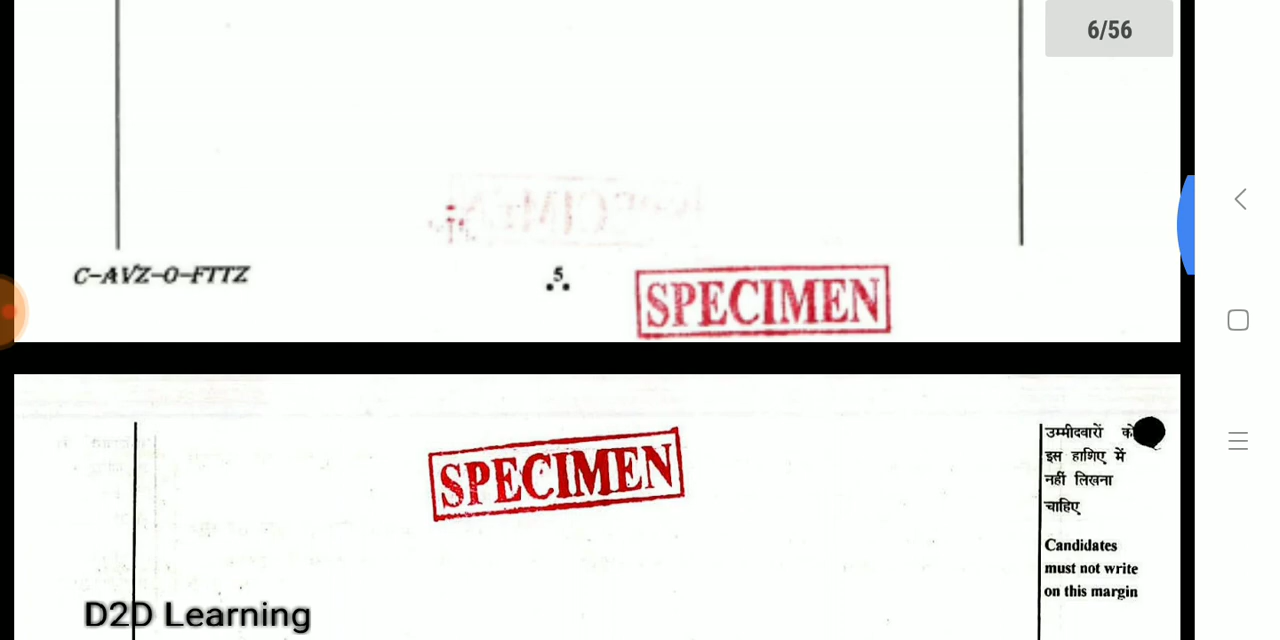 6/56
C-AVZ-O-FTTZ
5
SPECIMEN
SPECIMEN
उम्मीदवारों को
इस हाशिए में
नहीं लिखना
चाहिए
Candidates
must not write
on this margin
D2D Learning